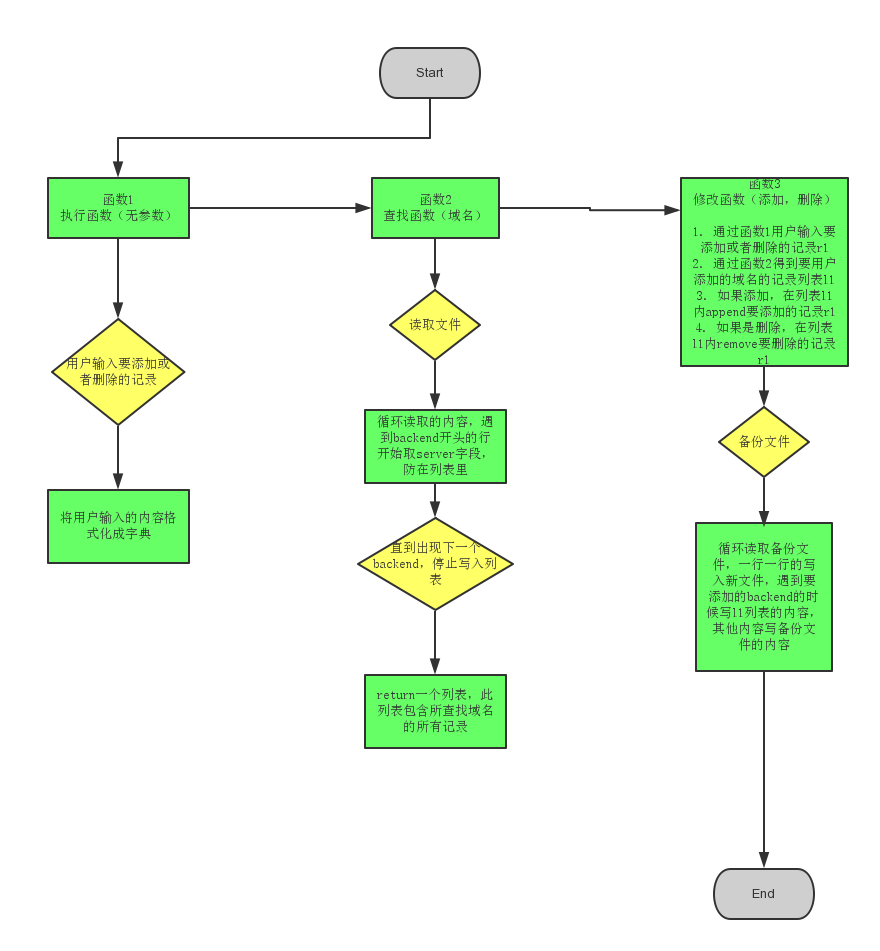 Start
函数1
执行函数（无参数）
用户输入要添加或
者删除的记录
将用户输入的内容格
式化成字典
函数2
查找函数（域名）
读取文件
循环读取的内容，遇
到backend开头的行
开始取server字段，
防在列表里
直到出现下一个
backend，停止写入列
表
return一个列表，此
列表包含所查找域名
的所有记录
函数3
修改函数（添加，删除）
1. 通过函数1用户输入要
添加或者删除的记录r1
2. 通过函数2得到要用户
添加的域名的记录列表l1
3. 如果添加，在列表l1
内append要添加的记录r1
4. 如果是删除，在列表
l1内remove要删除的记录
r1
备份文件
循环读取备份文
件，一行一行的写
入新文件，遇到要
添加的backend的时
候写l1列表的内容，
其他内容写备份文
件的内容
End